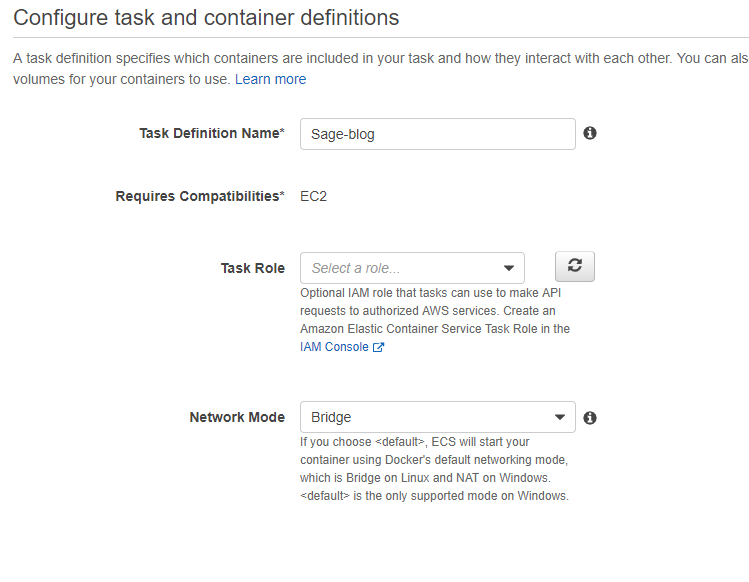 Configure task and container definitions
A task definition specifies which containers are included in your task and how they interact with each other. You can als
volumes for your containers to use. Learn more
Task Definition Name*
Sage-blog
Requires Compatibilities*
EC2
Task Role
Select a role...
Optional IAM role that tasks can use to make API
requests to authorized AWS services. Create an
Amazon Elastic Container Service Task Role in the
IAM Console
Network Mode
Bridge
If you choose <default>, ECS will start your
container using Docker's default networking mode,
which is Bridge on Linux and NAT on Windows.
<default> is the only supported mode on Windows.